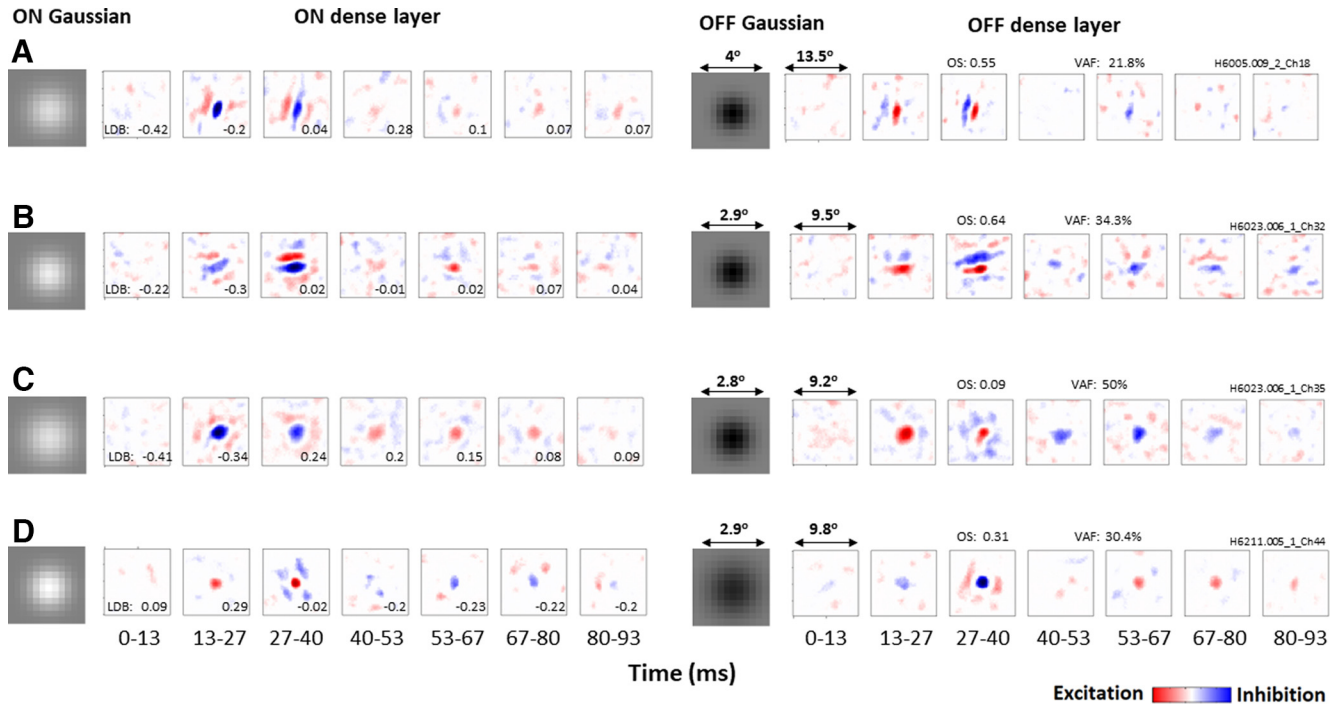 ON Gaussian ON dense layer OFF Gaussian OFF dense layer
A 4° 13.5° OS: 0.55 VAF: 21.8% H6005.009_2_Ch18
LDB: -0.42 -0.2 0.04 0.28 0.1 0.07 0.07
B 2.9° 9.5° OS: 0.64 VAF: 34.3% H6023.006_1_Ch32
LDB: -0.22 -0.3 0.02 -0.01 0.02 0.07 0.04
C 2.8° 9.2° OS: 0.09 VAF: 50% H6023.006_1_Ch35
LDB: -0.41 -0.34 0.24 0.2 0.15 0.08 0.09
D 2.9° 9.8° OS: 0.31 VAF: 30.4% H6211.005_1_Ch44
LDB: 0.09 0.29 -0.02 -0.2 -0.23 -0.22 -0.2
0-13 13-27 27-40 40-53 53-67 67-80 80-93 0-13 13-27 27-40 40-53 53-67 67-80 80-93
Time (ms)
Excitation Inhibition